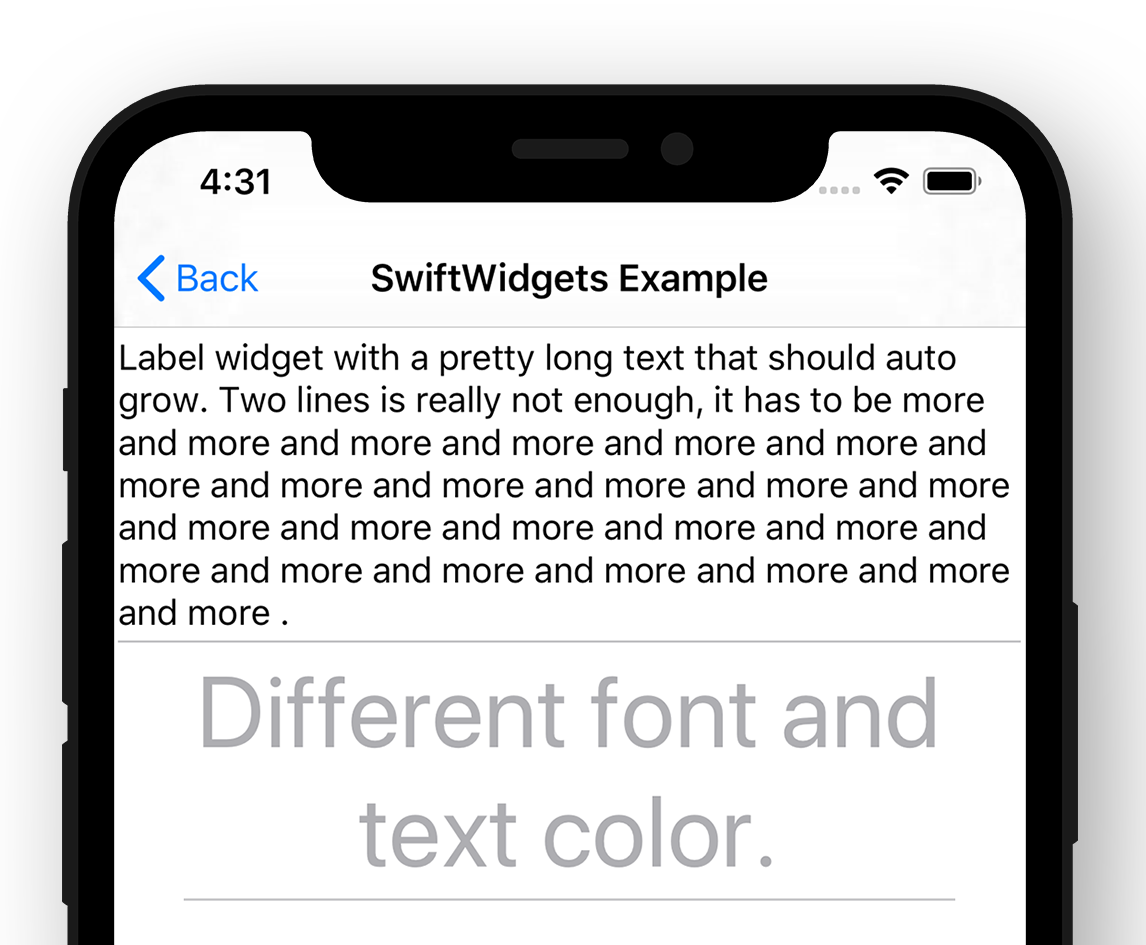 4:31
Back
SwiftWidgets Example
Label widget with a pretty long text that should auto
grow. Two lines is really not enough, it has to be more
and more and more and more and more and more and
more and more and more and more and more and more
and more and more and more and more and more and
more and more and more and more and more and more
and more .
Different font and
text color.